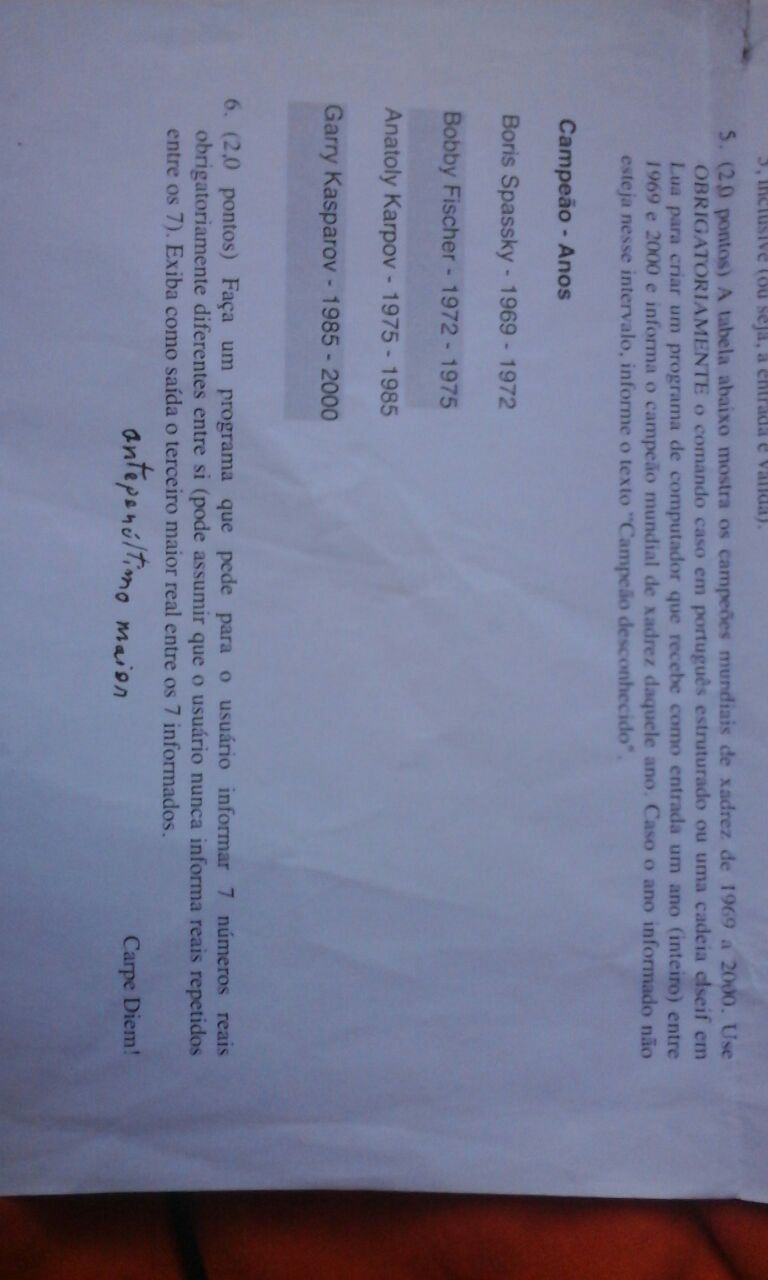 5, inclusive (ou seja, a entrada é válida).
5. (2,0 pontos) A tabela abaixo mostra os campeões mundiais de xadrez de 1969 a 2000. Use
OBRIGATORIAMENTE o comando caso em português estruturado ou uma cadeia elseif em
Lua para criar um programa de computador que recebe como entrada um ano (inteiro) entre
1969 e 2000 e informa o campeão mundial de xadrez daquele ano. Caso o ano informado não
esteja nesse intervalo, informe o texto "Campeão desconhecido".
Campeão - Anos
Boris Spassky - 1969 - 1972
Bobby Fischer - 1972 - 1975
Anatoly Karpov - 1975 - 1985
Garry Kasparov - 1985 - 2000
6. (2,0 pontos) Faça um programa que pede para o usuário informar 7 números reais
obrigatoriamente diferentes entre si (pode assumir que o usuário nunca informa reais repetidos
entre os 7). Exiba como saída o terceiro maior real entre os 7 informados.
antepenúltimo maior
Carpe Diem!